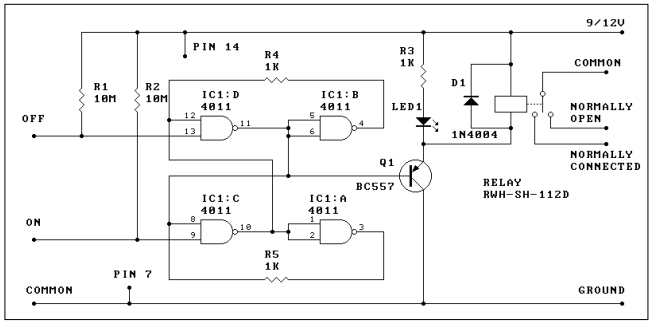 9/12V
PIN 14
R4
1K
R3
1K
COMMON
R1
10M
R2
10M
IC1:D
4011
IC1:B
4011
D1
LED1
NORMALLY
OPEN
OFF
12
13
11
5
6
4
1N4004
NORMALLY
CONNECTED
Q1
BC557
RELAY
RWH-SH-112D
IC1:C
4011
IC1:A
4011
ON
8
9
10
1
2
3
R5
1K
PIN 7
COMMON
GROUND